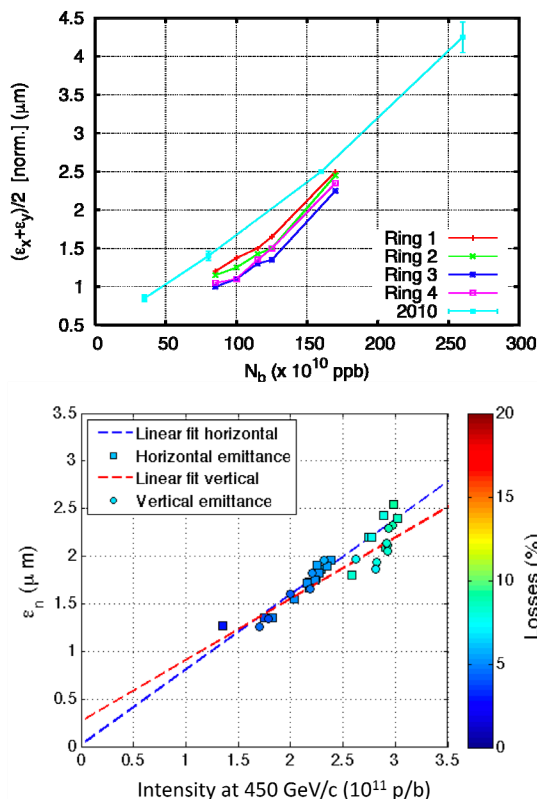 4.5
4
3.5
3
2.5
2
1.5
1
0.5
(εx+εy)/2 [norm.] (μm)
Ring 1
Ring 2
Ring 3
Ring 4
2010
0 50 100 150 200 250 300
Nb (x 10^10 ppb)
3.5
3
2.5
2
1.5
1
0.5
0
εn (μ m)
Linear fit horizontal
Horizontal emittance
Linear fit vertical
Vertical emittance
0 0.5 1 1.5 2 2.5 3 3.5
Intensity at 450 GeV/c (10^11 p/b)
20
15
10
5
0
Losses (%)